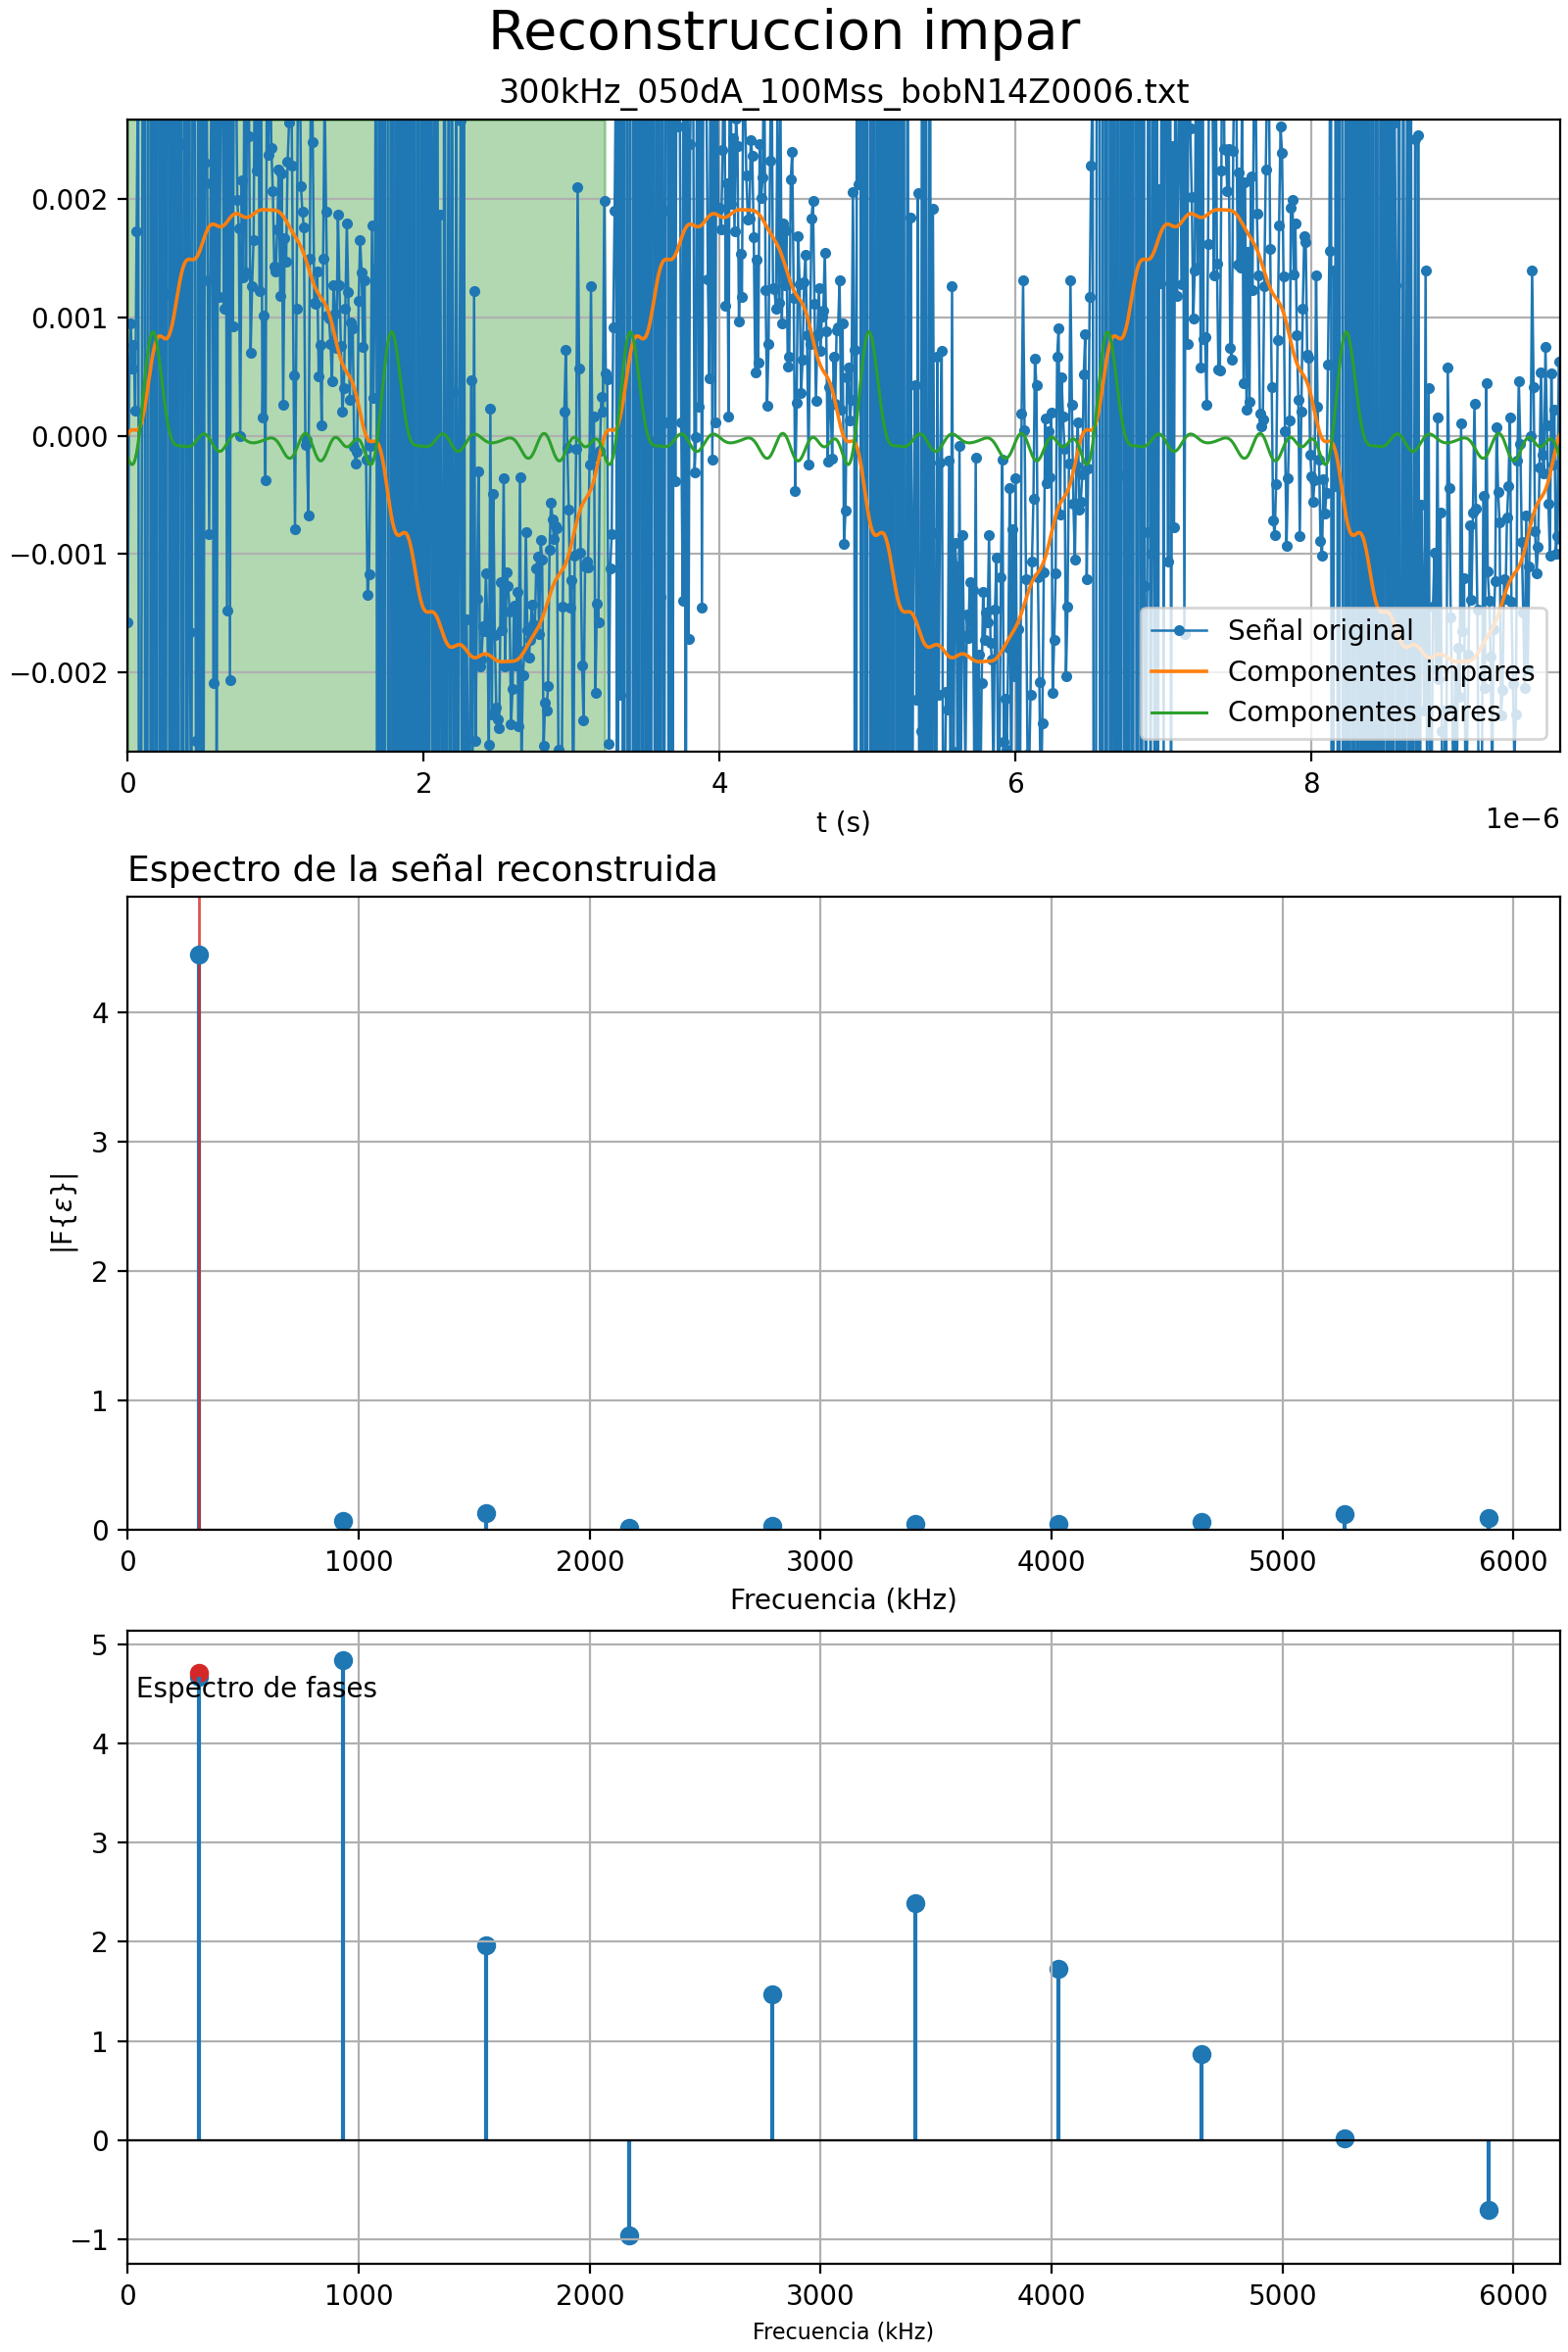 Reconstruccion impar
300kHz_050dA_100Mss_bobN14Z0006.txt
0.002
0.001
0.000
−0.001
−0.002
Señal original
Componentes impares
Componentes pares
0 2 4 6 8
1e−6
t (s)
Espectro de la señal reconstruida
4
3
2
1
0
|F{ε}|
0 1000 2000 3000 4000 5000 6000
Frecuencia (kHz)
5
Espectro de fases
4
3
2
1
0
−1
0 1000 2000 3000 4000 5000 6000
Frecuencia (kHz)